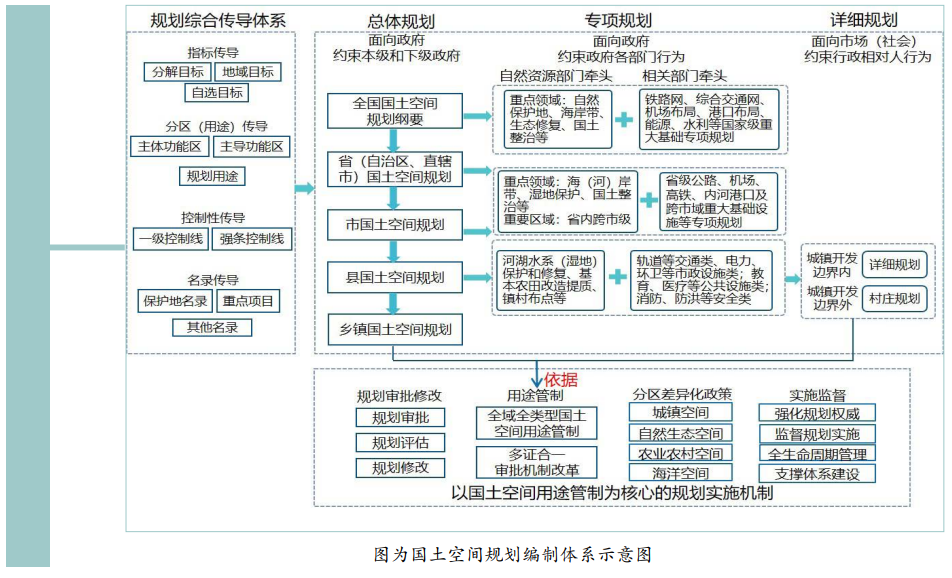 规划综合传导体系
指标传导
分解目标
地域目标
自选目标
分区（用途）传导
主体功能区
主导功能区
规划用途
控制性传导
一级控制线
强条控制线
名录传导
保护地名录
重点项目
其他名录
总体规划
面向政府
约束本级和下级政府
全国国土空间
规划纲要
省（自治区、直辖
市）国土空间规划
市国土空间规划
县国土空间规划
乡镇国土空间规划
专项规划
面向政府
约束政府各部门行为
自然资源部门牵头
相关部门牵头
重点领域：自然
保护地、海岸带、
生态修复、国土
整治等
铁路网、综合交通网、
机场布局、港口布局、
能源、水利等国家级重
大基础专项规划
重点领域：海（河）岸
带、湿地保护、国土整
治等
重要区域：省内跨市级
省级公路、机场、
高铁、内河港口及
跨市域重大基础设
施等专项规划
河湖水系（湿地）
保护和修复、基
本农田改造提质、
镇村布点等
轨道等交通类、电力、
环卫等市政设施类；教
育、医疗等公共设施类；
消防、防洪等安全类
详细规划
面向市场（社会）
约束行政相对人行为
城镇开发
边界内
详细规划
城镇开发
边界外
村庄规划
依据
规划审批修改
规划审批
规划评估
规划修改
用途管制
全域全类型国土
空间用途管制
多证合一
审批机制改革
分区差异化政策
城镇空间
自然生态空间
农业农村空间
海洋空间
实施监督
强化规划权威
监督规划实施
全生命周期管理
支撑体系建设
以国土空间用途管制为核心的规划实施机制
图为国土空间规划编制体系示意图